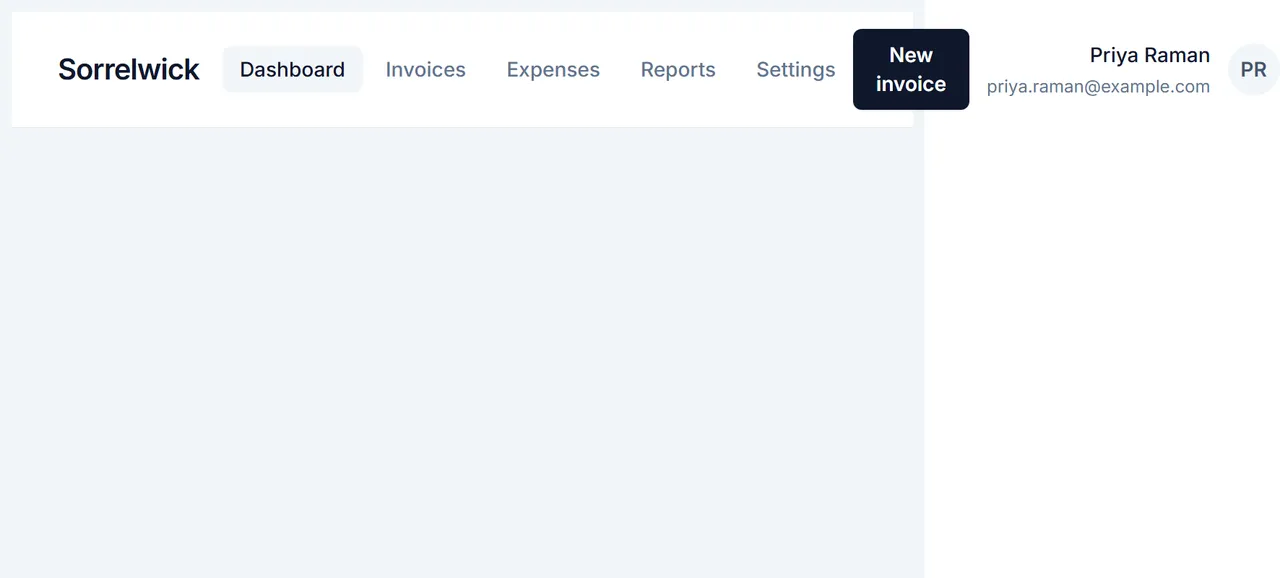 Sorrelwick
Dashboard
Invoices
Expenses
Reports
Settings
New
invoice
Priya Raman
priya.raman@example.com
PR